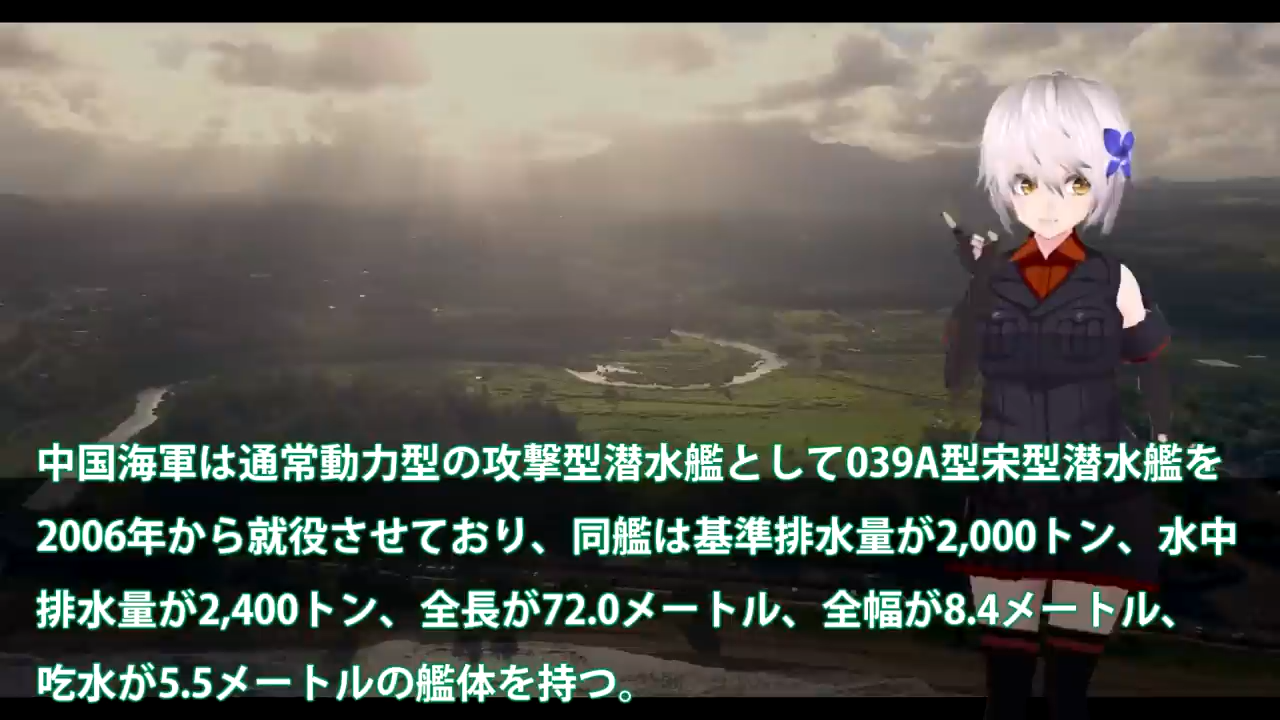 中国海軍は通常動力型の攻撃型潜水艦として039A型宋型潜水艦を
2006年から就役させており、同艦は基準排水量が2,000トン、水中
排水量が2,400トン、全長が72.0メートル、全幅が8.4メートル、
吃水が5.5メートルの艦体を持つ。